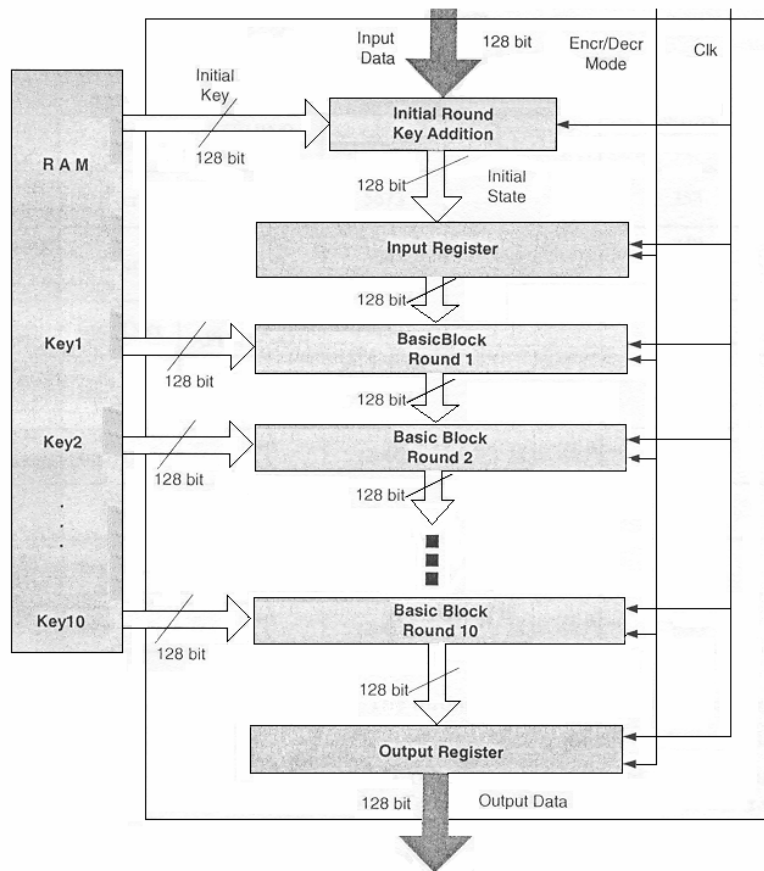 Input
Data
128 bit
Encr/Decr
Mode
Clk
Initial
Key
128 bit
Initial Round
Key Addition
R A M
128 bit
Initial
State
Input Register
128 bit
Key1
128 bit
BasicBlock
Round 1
128 bit
Key2
128 bit
Basic Block
Round 2
128 bit
.
.
.
Key10
128 bit
Basic Block
Round 10
128 bit
Output Register
128 bit
Output Data